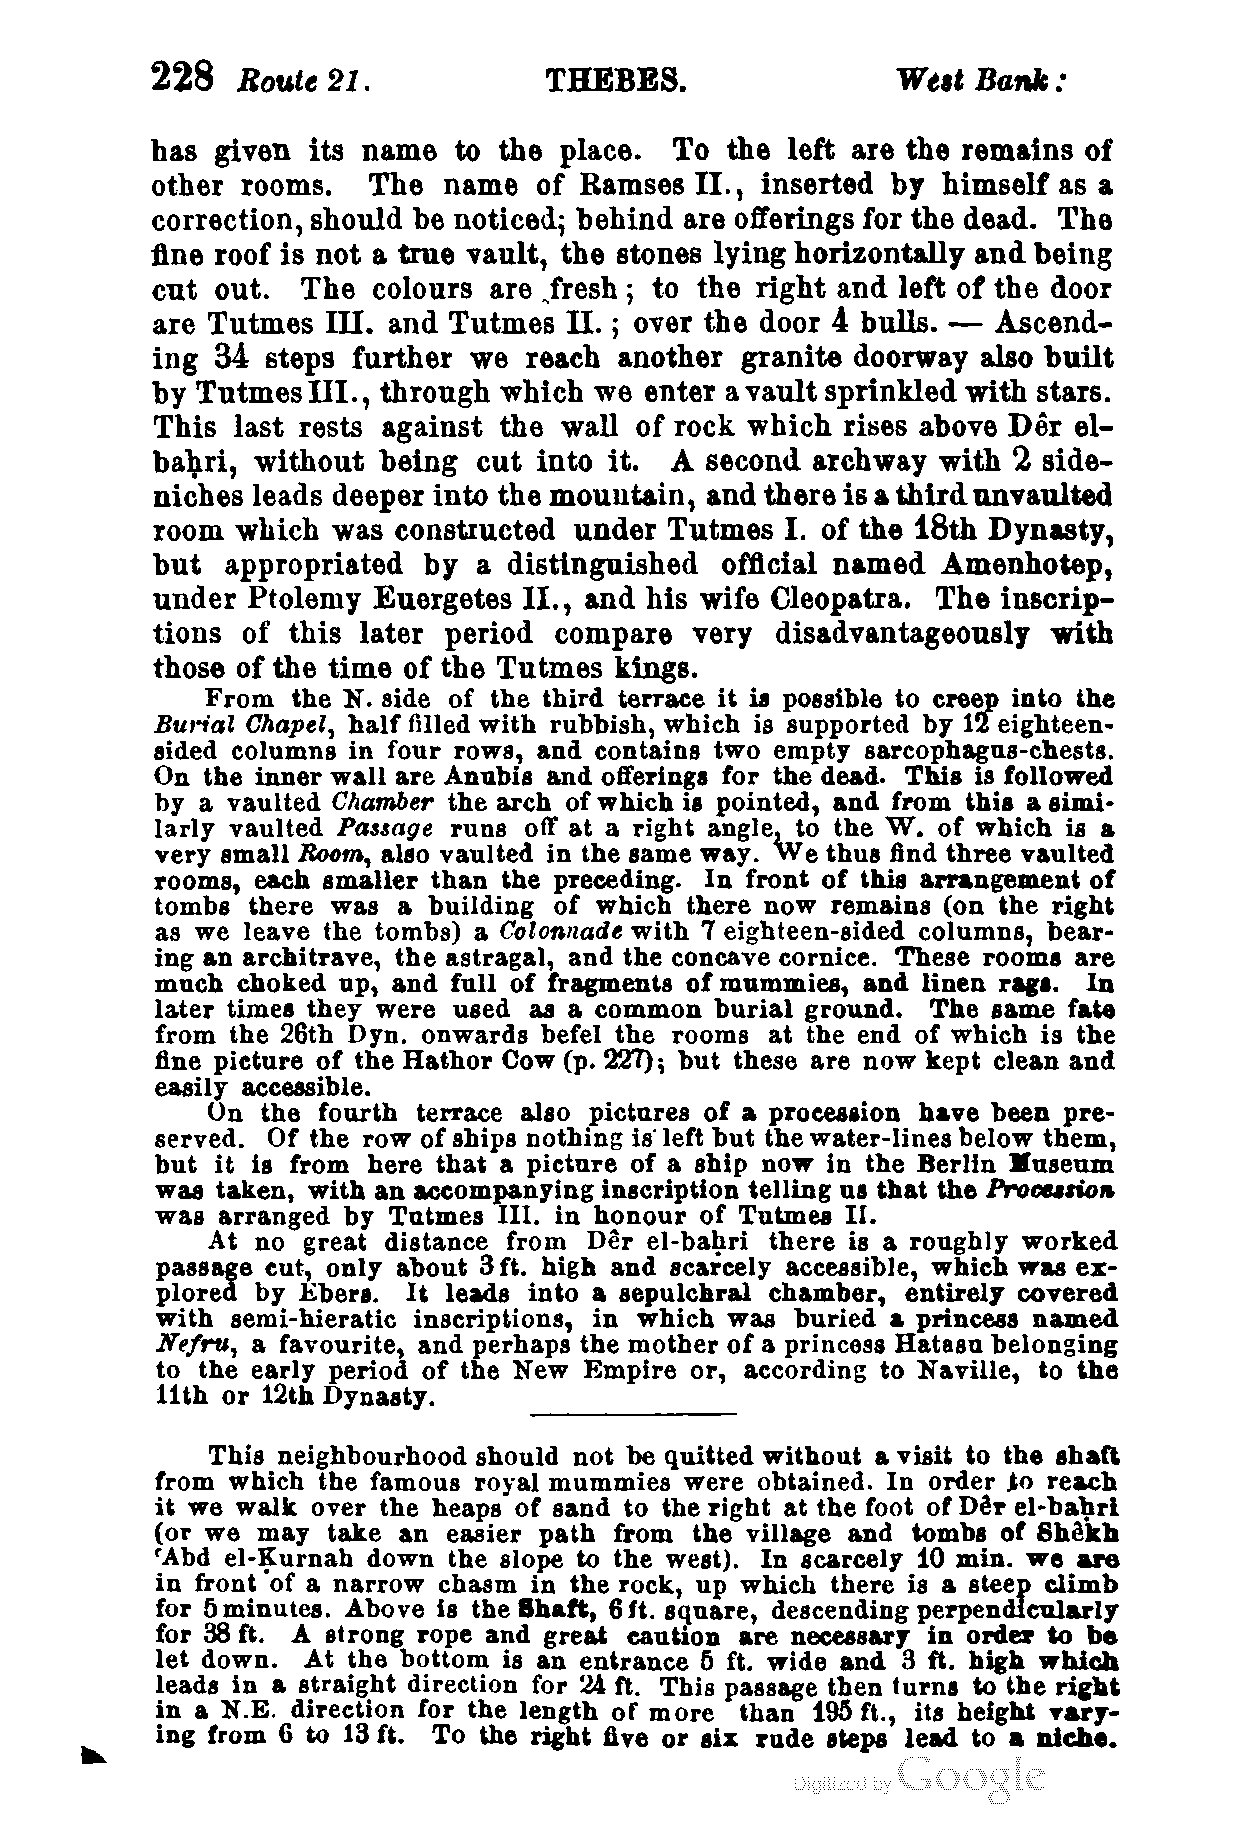 228 Route 21. THEBES. West Bank:
has given its name to the place. To the left are the remains of
other rooms. The name of Ramses II., inserted by himself as a
correction, should be noticed; behind are offerings for the dead. The
fine roof is not a true vault, the stones lying horizontally and being
cut out. The colours are fresh; to the right and left of the door
are Tutmes III. and Tutmes II.; over the door 4 bulls. — Ascend-
ing 34 steps further we reach another granite doorway also built
by Tutmes III., through which we enter a vault sprinkled with stars.
This last rests against the wall of rock which rises above Dêr el-
baḥri, without being cut into it. A second archway with 2 side-
niches leads deeper into the mountain, and there is a third unvaulted
room which was constructed under Tutmes I. of the 18th Dynasty,
but appropriated by a distinguished official named Amenhotep,
under Ptolemy Euergetes II., and his wife Cleopatra. The inscrip-
tions of this later period compare very disadvantageously with
those of the time of the Tutmes kings.
From the N. side of the third terrace it is possible to creep into the
Burial Chapel, half filled with rubbish, which is supported by 12 eighteen-
sided columns in four rows, and contains two empty sarcophagus-chests.
On the inner wall are Anubis and offerings for the dead. This is followed
by a vaulted Chamber the arch of which is pointed, and from this a simi-
larly vaulted Passage runs off at a right angle, to the W. of which is a
very small Room, also vaulted in the same way. We thus find three vaulted
rooms, each smaller than the preceding. In front of this arrangement of
tombs there was a building of which there now remains (on the right
as we leave the tombs) a Colonnade with 7 eighteen-sided columns, bear-
ing an architrave, the astragal, and the concave cornice. These rooms are
much choked up, and full of fragments of mummies, and linen rags. In
later times they were used as a common burial ground. The same fate
from the 26th Dyn. onwards befel the rooms at the end of which is the
fine picture of the Hathor Cow (p. 227); but these are now kept clean and
easily accessible.
On the fourth terrace also pictures of a procession have been pre-
served. Of the row of ships nothing is left but the water-lines below them,
but it is from here that a picture of a ship now in the Berlin Museum
was taken, with an accompanying inscription telling us that the Procession
was arranged by Tutmes III. in honour of Tutmes II.
At no great distance from Dêr el-baḥri there is a roughly worked
passage cut, only about 3 ft. high and scarcely accessible, which was ex-
plored by Ebers. It leads into a sepulchral chamber, entirely covered
with semi-hieratic inscriptions, in which was buried a princess named
Nefru, a favourite, and perhaps the mother of a princess Hatasu belonging
to the early period of the New Empire or, according to Naville, to the
11th or 12th Dynasty.
This neighbourhood should not be quitted without a visit to the shaft
from which the famous royal mummies were obtained. In order to reach
it we walk over the heaps of sand to the right at the foot of Dêr el-baḥri
(or we may take an easier path from the village and tombs of Shêkh
ʿAbd el-Ḳurnah down the slope to the west). In scarcely 10 min. we are
in front of a narrow chasm in the rock, up which there is a steep climb
for 5 minutes. Above is the Shaft, 6 ft. square, descending perpendicularly
for 38 ft. A strong rope and great caution are necessary in order to be
let down. At the bottom is an entrance 5 ft. wide and 3 ft. high which
leads in a straight direction for 24 ft. This passage then turns to the right
in a N.E. direction for the length of more than 195 ft., its height vary-
ing from 6 to 13 ft. To the right five or six rude steps lead to a niche.
Digitized by Google